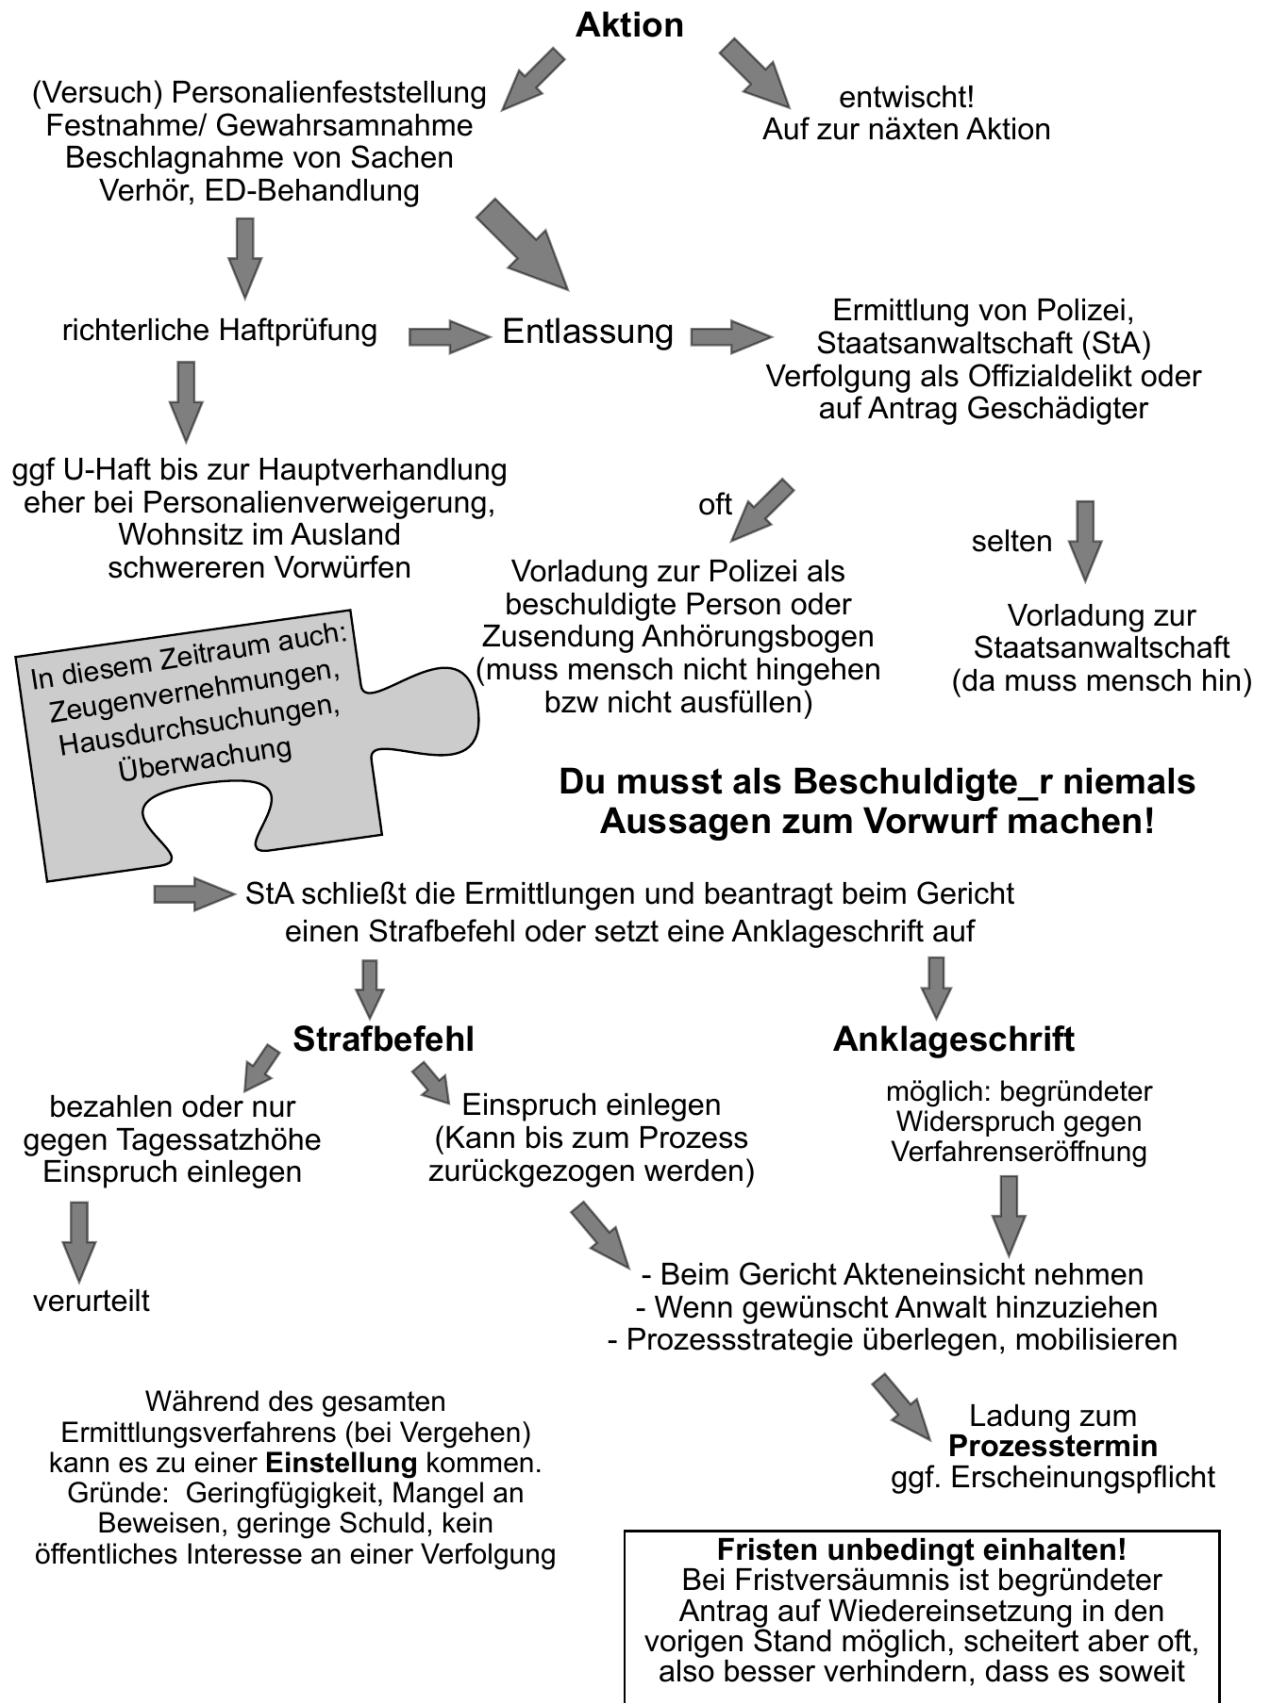 Aktion
(Versuch) Personalienfeststellung
Festnahme/ Gewahrsamnahme
Beschlagnahme von Sachen
Verhör, ED-Behandlung
entwischt!
Auf zur näxten Aktion
richterliche Haftprüfung
Entlassung
Ermittlung von Polizei,
Staatsanwaltschaft (StA)
Verfolgung als Offizialdelikt oder
auf Antrag Geschädigter
ggf U-Haft bis zur Hauptverhandlung
eher bei Personalienverweigerung,
Wohnsitz im Ausland
schwereren Vorwürfen
oft
selten
Vorladung zur Polizei als
beschuldigte Person oder
Zusendung Anhörungsbogen
(muss mensch nicht hingehen
bzw nicht ausfüllen)
Vorladung zur
Staatsanwaltschaft
(da muss mensch hin)
In diesem Zeitraum auch:
Zeugenvernehmungen,
Hausdurchsuchungen,
Überwachung
Du musst als Beschuldigte_r niemals
Aussagen zum Vorwurf machen!
StA schließt die Ermittlungen und beantragt beim Gericht
einen Strafbefehl oder setzt eine Anklageschrift auf
Strafbefehl
Anklageschrift
bezahlen oder nur
gegen Tagessatzhöhe
Einspruch einlegen
Einspruch einlegen
(Kann bis zum Prozess
zurückgezogen werden)
möglich: begründeter
Widerspruch gegen
Verfahrenseröffnung
verurteilt
- Beim Gericht Akteneinsicht nehmen
- Wenn gewünscht Anwalt hinzuziehen
- Prozessstrategie überlegen, mobilisieren
Während des gesamten
Ermittlungsverfahrens (bei Vergehen)
kann es zu einer Einstellung kommen.
Gründe:  Geringfügigkeit, Mangel an
Beweisen, geringe Schuld, kein
öffentliches Interesse an einer Verfolgung
Ladung zum
Prozesstermin
ggf. Erscheinungspflicht
Fristen unbedingt einhalten!
Bei Fristversäumnis ist begründeter
Antrag auf Wiedereinsetzung in den
vorigen Stand möglich, scheitert aber oft,
also besser verhindern, dass es soweit